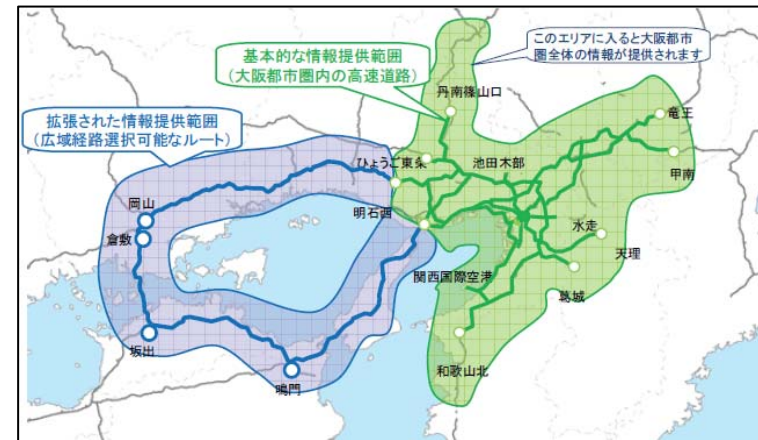 このエリアに入ると大阪都市
圏全体の情報が提供されます
基本的な情報提供範囲
(大阪都市圏内の高速道路)
丹南篠山口
竜王
拡張された情報提供範囲
(広域経路選択可能なルート)
ひょうご東条
池田木部
甲南
岡山
明石西
倉敷
水走
天理
関西国際空港
葛城
坂出
和歌山北
鳴門